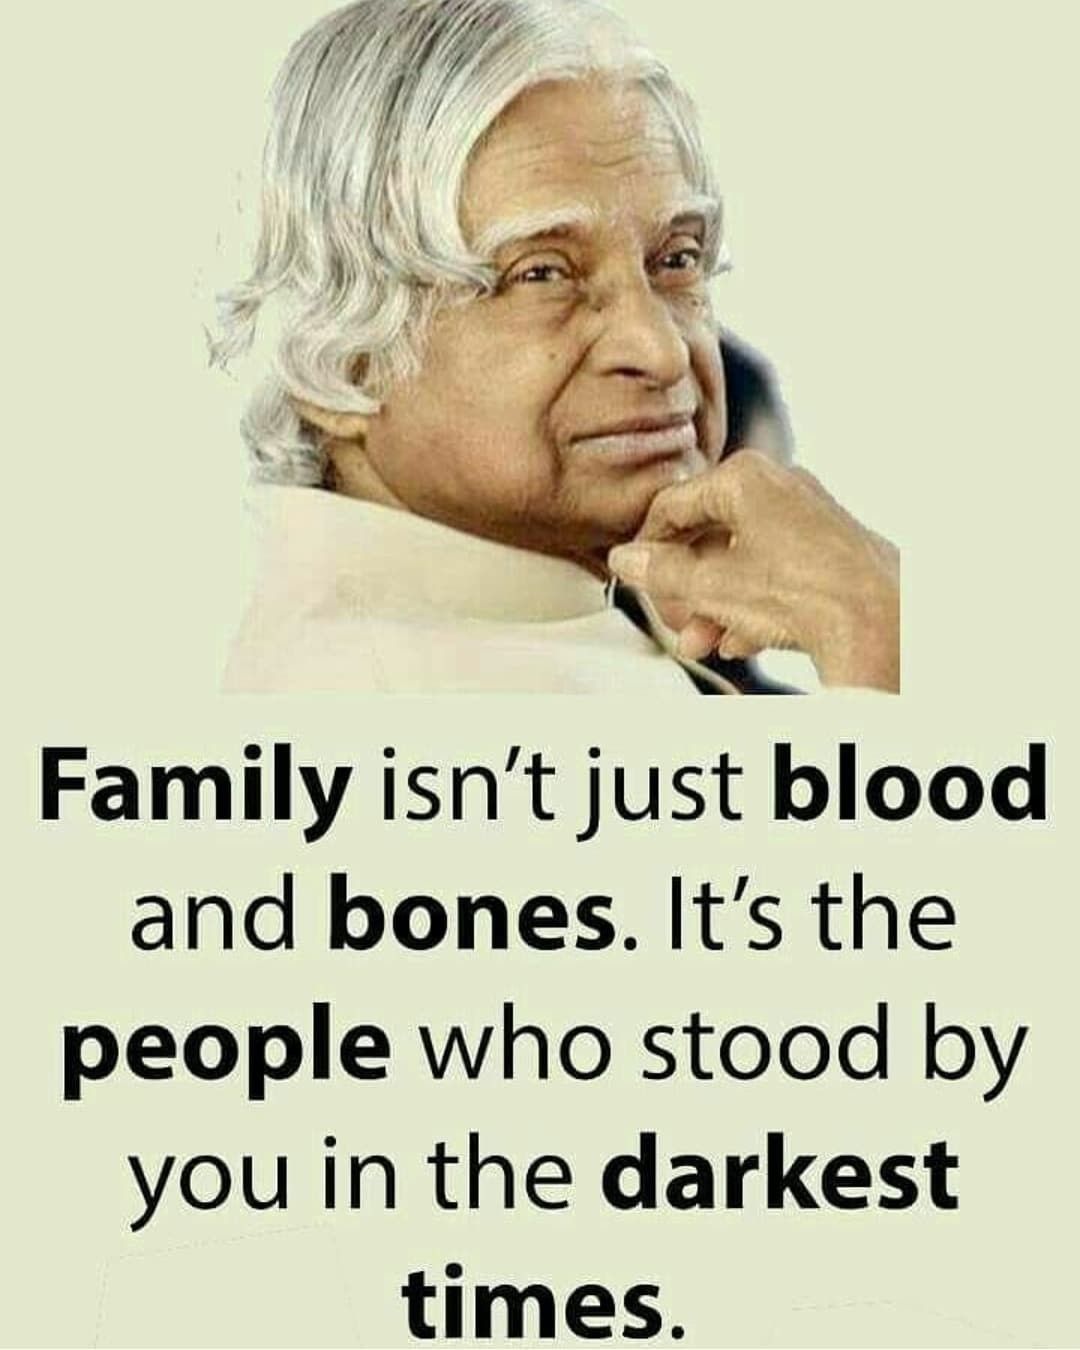 Family isn’t just blood
and bones. It’s the
people who stood by
you in the darkest
times.